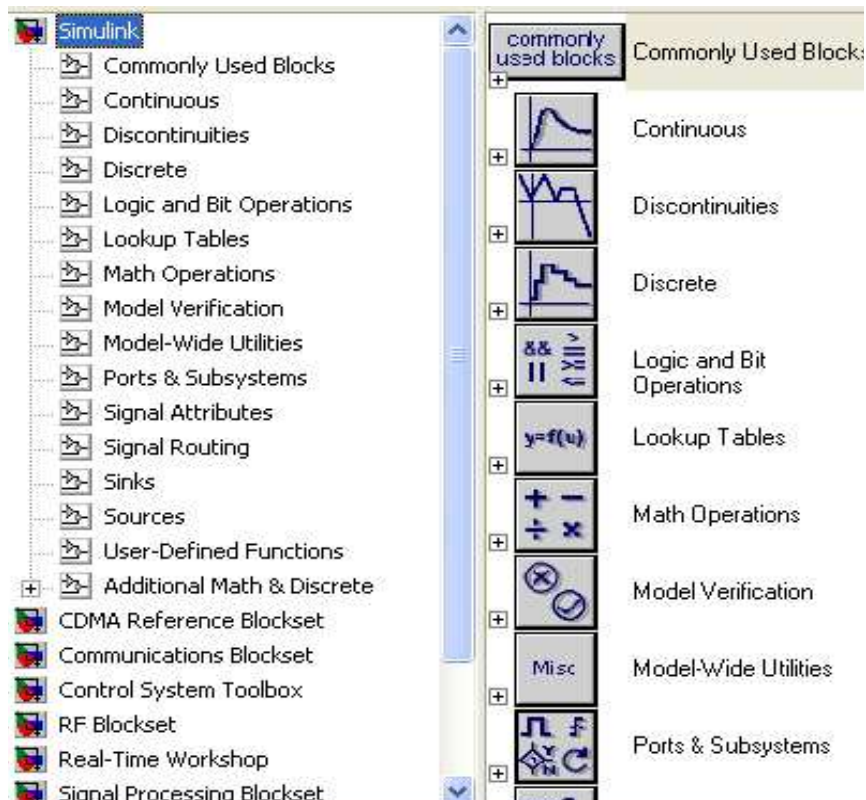 Simulink
Commonly Used Blocks
Continuous
Discontinuities
Discrete
Logic and Bit Operations
Lookup Tables
Math Operations
Model Verification
Model-Wide Utilities
Ports & Subsystems
Signal Attributes
Signal Routing
Sinks
Sources
User-Defined Functions
Additional Math & Discrete
CDMA Reference Blockset
Communications Blockset
Control System Toolbox
RF Blockset
Real-Time Workshop
Signal Processing Blockset
commonly
used blocks
Commonly Used Blocks
Continuous
Discontinuities
Discrete
&& >
|| >=
<=
Logic and Bit
Operations
y=f(u)
Lookup Tables
+ −
÷ ×
Math Operations
Model Verification
Misc
Model-Wide Utilities
Y
N
Ports & Subsystems